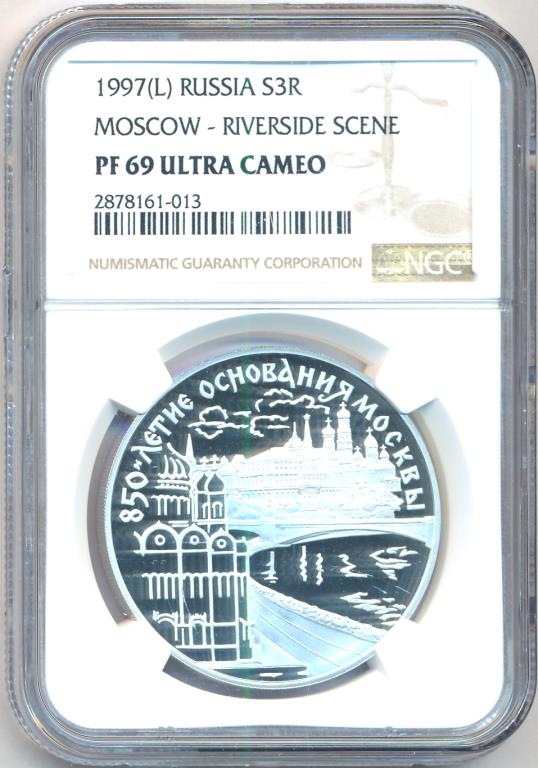 1997(L) RUSSIA S3R
MOSCOW - RIVERSIDE SCENE
PF 69 ULTRA CAMEO
2878161-013
NUMISMATIC GUARANTY CORPORATION
NGC
850-ЛЕТИЕ ОСНОВАНИЯ МОСКВЫ